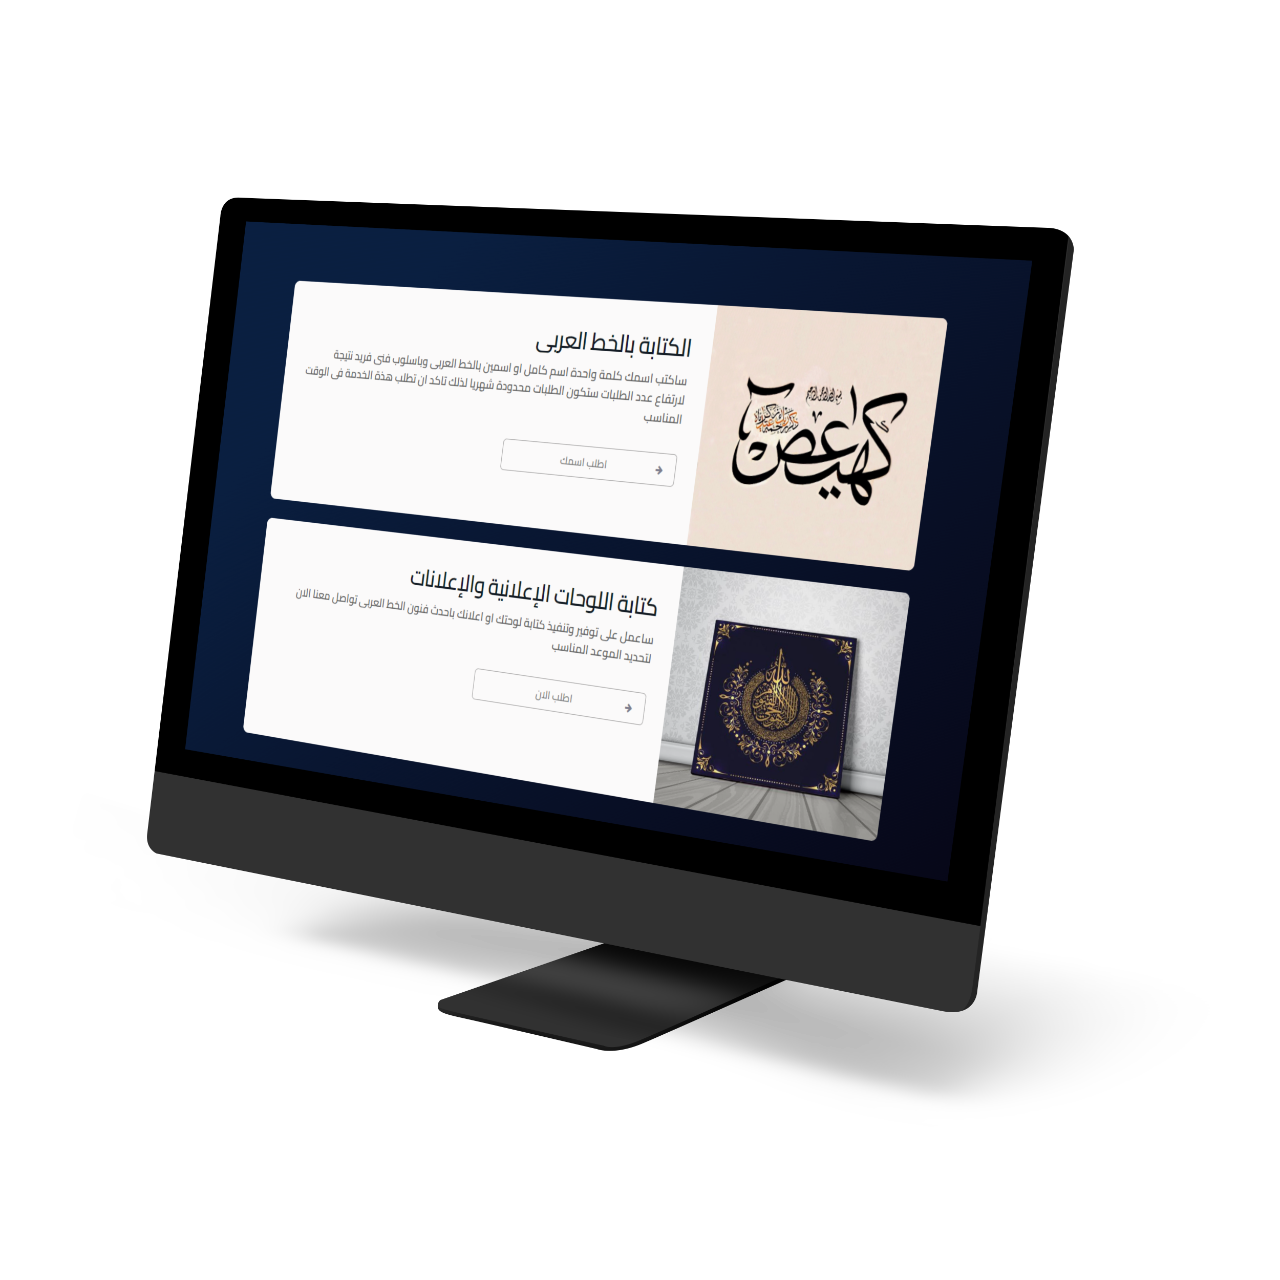 الكتابة بالخط العربى
ساكتب اسمك كلمة واحدة اسم كامل او اسمين بالخط العربى وباسلوب فنى فريد نتيجة
لارتفاع عدد الطلبات ستكون الطلبات محدودة شهريا لذلك تاكد ان تطلب هذة الخدمة فى الوقت
المناسب
اطلب اسمك
كهيعص
كتابة اللوحات الإعلانية والإعلانات
ساعمل على توفير وتنفيذ كتابة لوحتك او اعلانك باحدث فنون الخط العربى تواصل معنا الان
لتحديد الموعد المناسب
اطلب الان